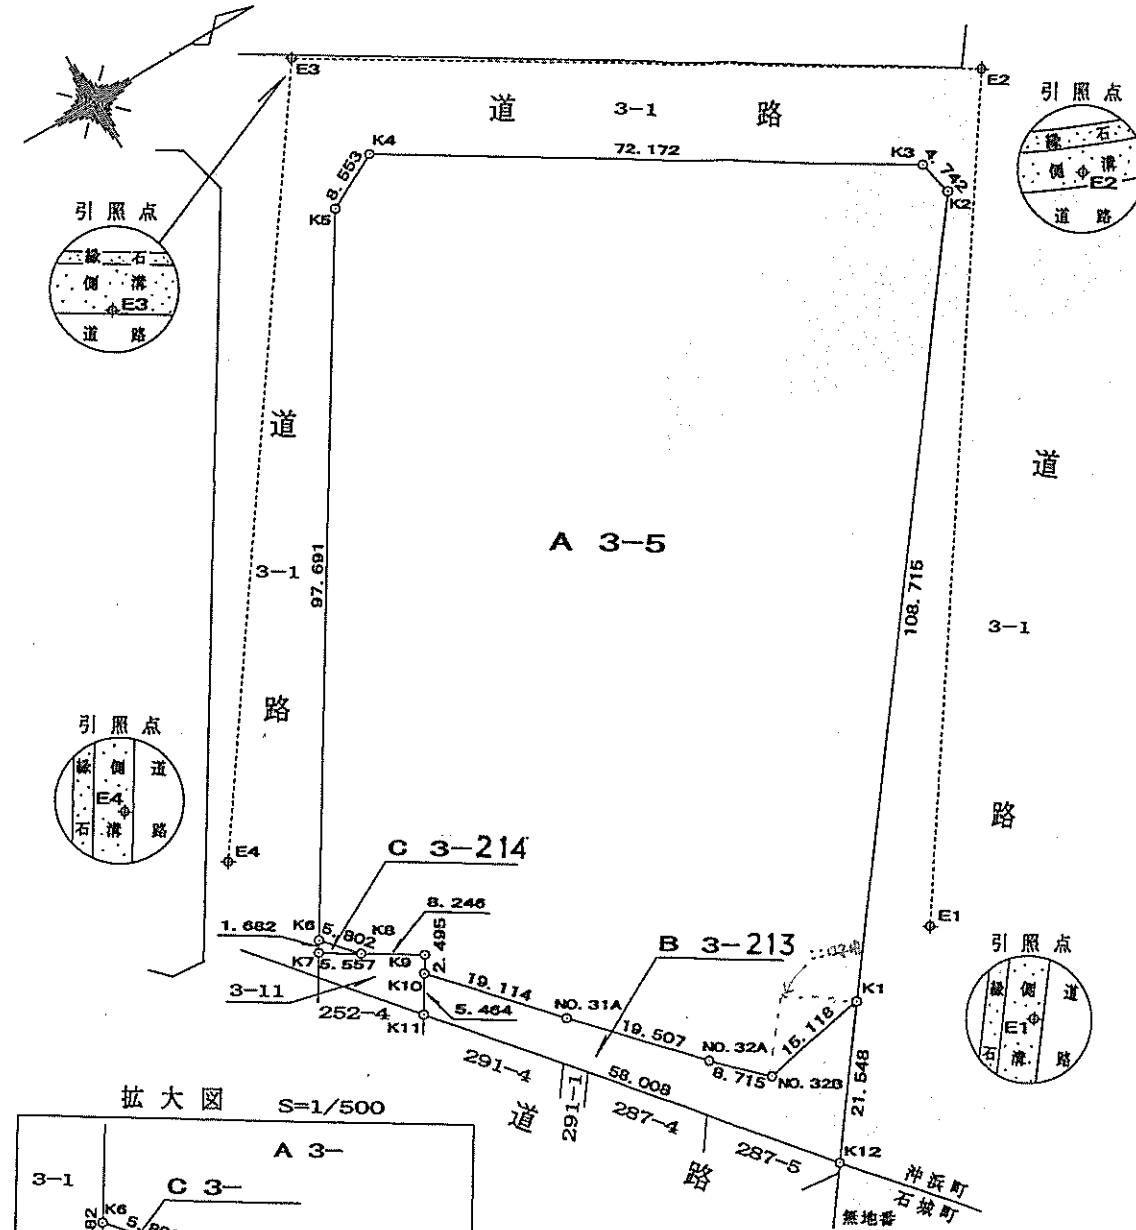 E3
E2
引照点
縁石
側溝
E2
道路
道 3-1 路
K4
72.172
K3
4.742
K2
8.553
K5
引照点
縁石
側溝
E3
道路
道
3-1
路
97.691
A 3-5
108.715
道
3-1
路
引照点
縁 側 道
E4
石 溝 路
E4
E1
C 3-214
8.246
1.682
K6
5.802
K8
2.495
K7
5.557
K9
K10
3-11
252-4
5.464
K11
19.114
NO.31A
B 3-213
19.507
NO.32A
8.715
NO.32B
15.118
K1
引照点
縁 側 道
E1
石 溝 路
21.548
291-4
58.008
291-1
287-4
287-5
道
路
K12
沖浜町
石城町
無地番
拡大図 S=1/500
A 3-
3-1
C 3-
K6
82